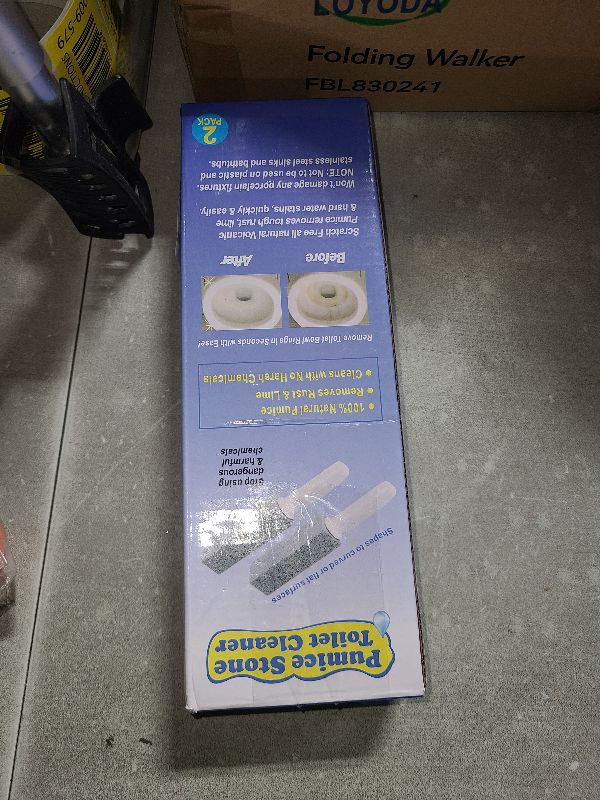 LOYODA
Folding Walker
FBL830241
009-579
Pumice Stone
Toilet Cleaner
Shapes to curved or flat surfaces
Stop using
dangerous
& harmful
chemicals
• 100% Natural Pumice
• Removes Rust & Lime
• Cleans with No Harsh Chemicals
Remove Toilet Bowl Rings in Seconds with Ease!
Before
After
Scratch Free all natural Volcanic
Pumice removes tough rust, lime
& hard water stains, quickly & easily.
Won't damage any porcelain fixtures.
NOTE: Not to be used on plastic and
stainless steel sinks and bathtubs.
2
PACK